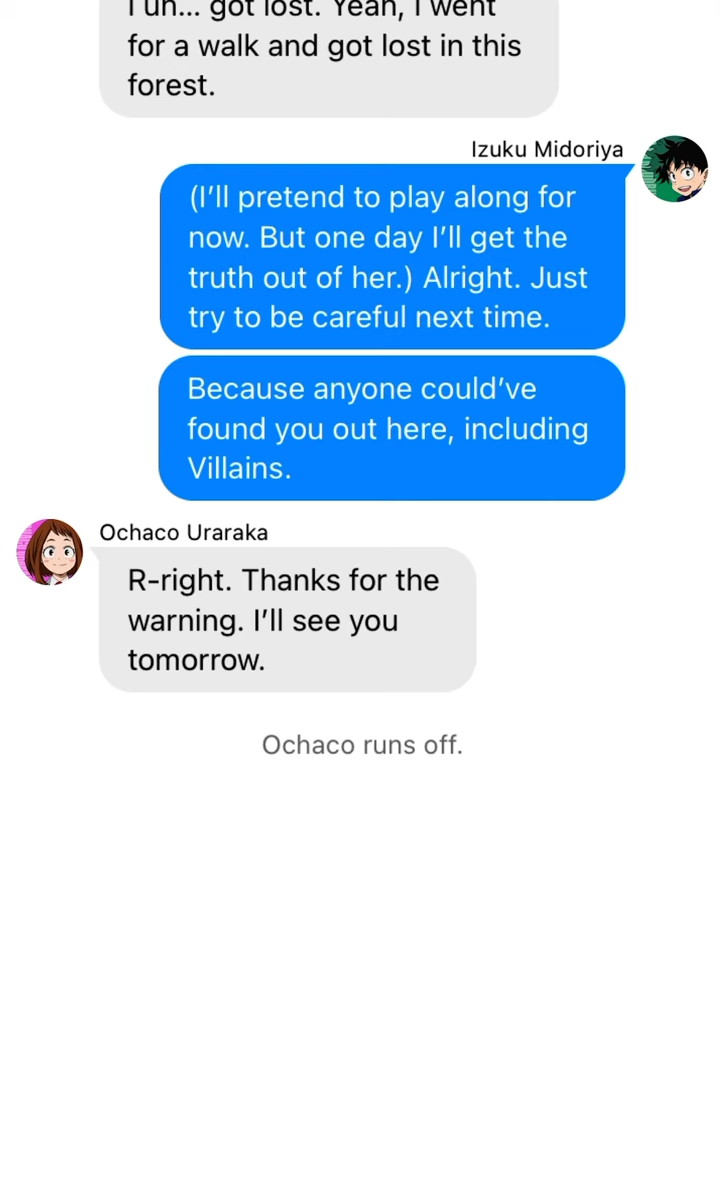 I uh... got lost. Yeah, I went
for a walk and got lost in this
forest.
Izuku Midoriya
(I’ll pretend to play along for
now. But one day I’ll get the
truth out of her.) Alright. Just
try to be careful next time.
Because anyone could’ve
found you out here, including
Villains.
Ochaco Uraraka
R-right. Thanks for the
warning. I’ll see you
tomorrow.
Ochaco runs off.